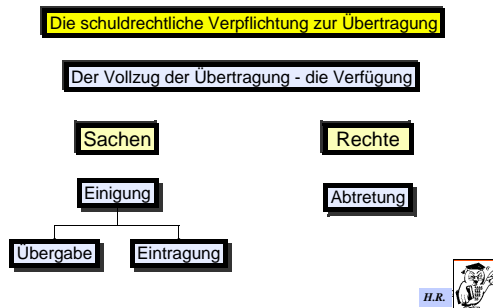 Die schuldrechtliche Verpflichtung zur Übertragung
Der Vollzug der Übertragung - die Verfügung
Sachen
Rechte
Einigung
Abtretung
Übergabe
Eintragung
H.R.